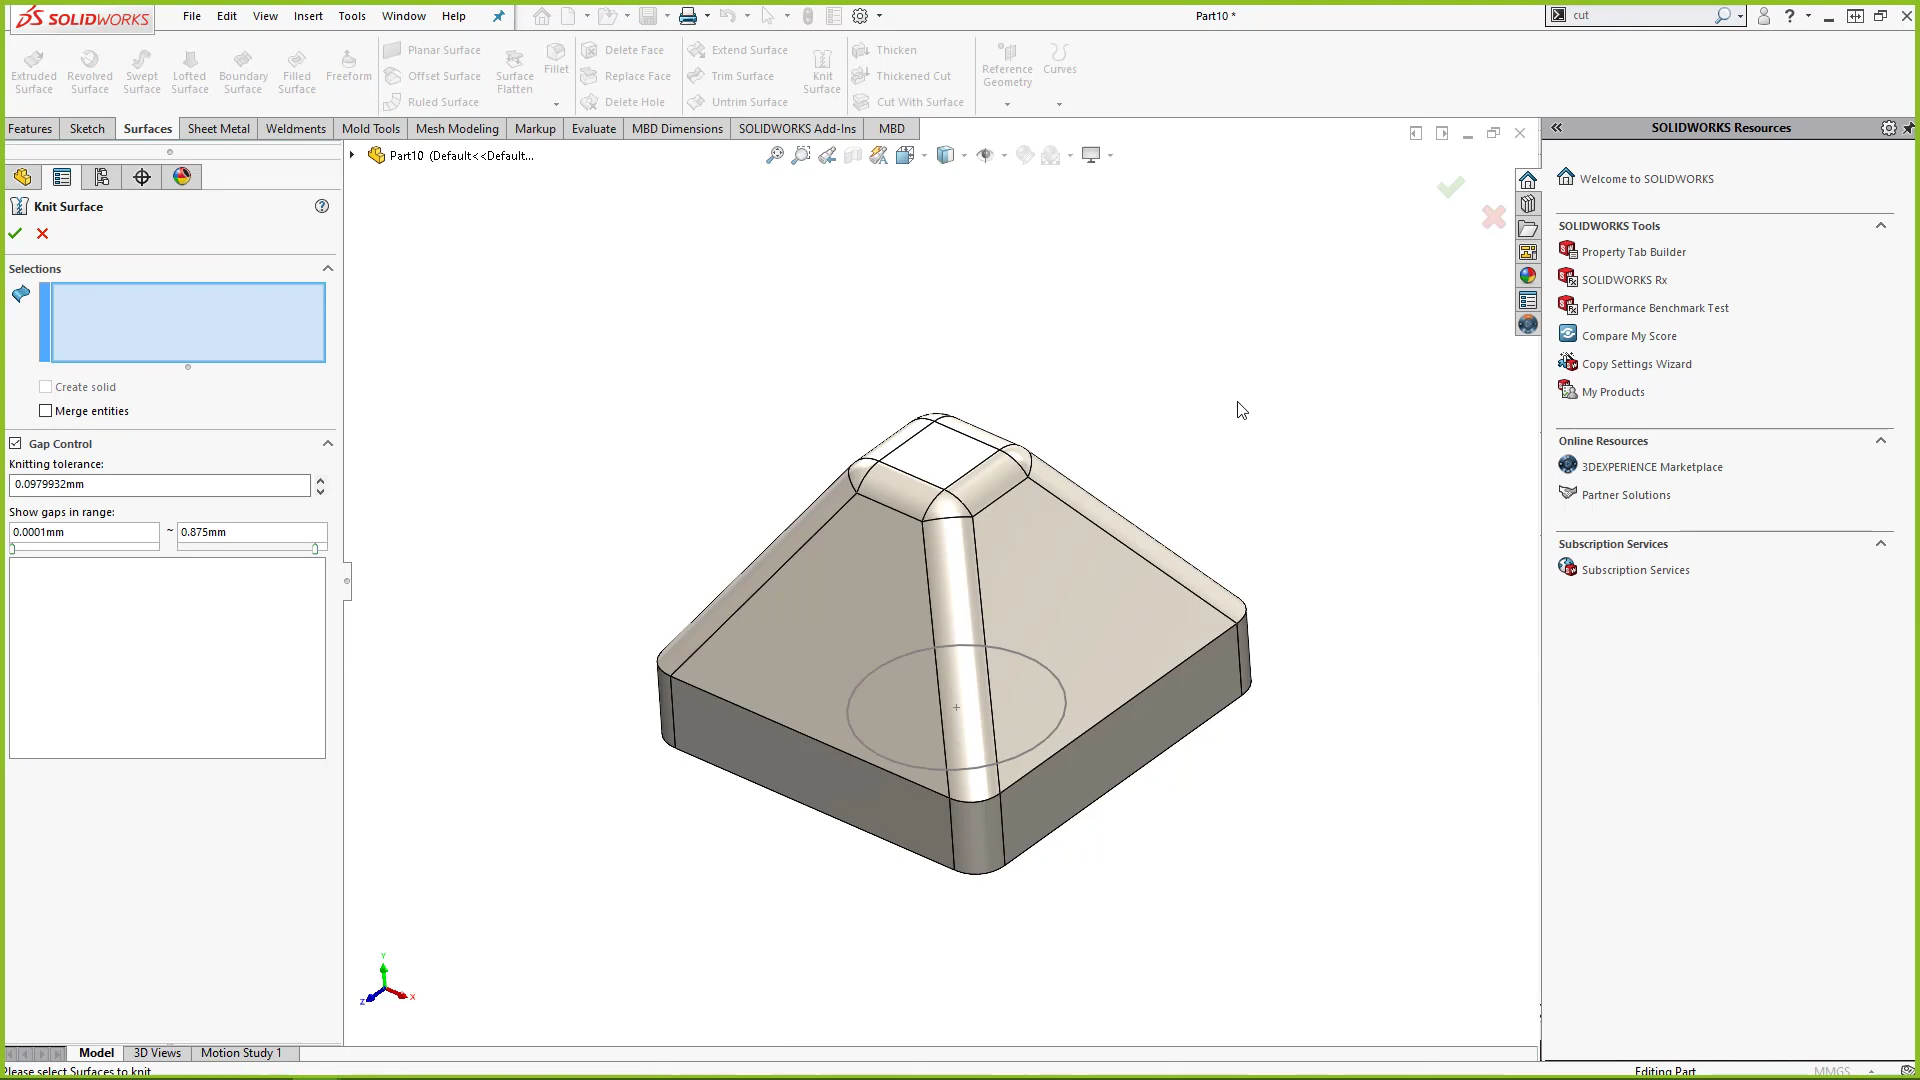 SOLIDWORKS File Edit View Insert Tools Window Help Part10 * cut
Extruded Surface
Revolved Surface
Swept Surface
Lofted Surface
Boundary Surface
Filled Surface
Freeform
Planar Surface
Offset Surface
Ruled Surface
Surface Flatten
Fillet
Delete Face
Replace Face
Delete Hole
Extend Surface
Trim Surface
Untrim Surface
Knit Surface
Thicken
Thickened Cut
Cut With Surface
Reference Geometry
Curves
Features Sketch Surfaces Sheet Metal Weldments Mold Tools Mesh Modeling Markup Evaluate MBD Dimensions SOLIDWORKS Add-Ins MBD
Part10 (Default<<Default...
Knit Surface
Selections
Create solid
Merge entities
Gap Control
Knitting tolerance:
0.0979932mm
Show gaps in range:
0.0001mm ~ 0.875mm
Y
Z
X
SOLIDWORKS Resources
Welcome to SOLIDWORKS
SOLIDWORKS Tools
Property Tab Builder
SOLIDWORKS Rx
Performance Benchmark Test
Compare My Score
Copy Settings Wizard
My Products
Online Resources
3DEXPERIENCE Marketplace
Partner Solutions
Subscription Services
Subscription Services
Model 3D Views Motion Study 1
Please select Surfaces to knit Editing Part MMGS